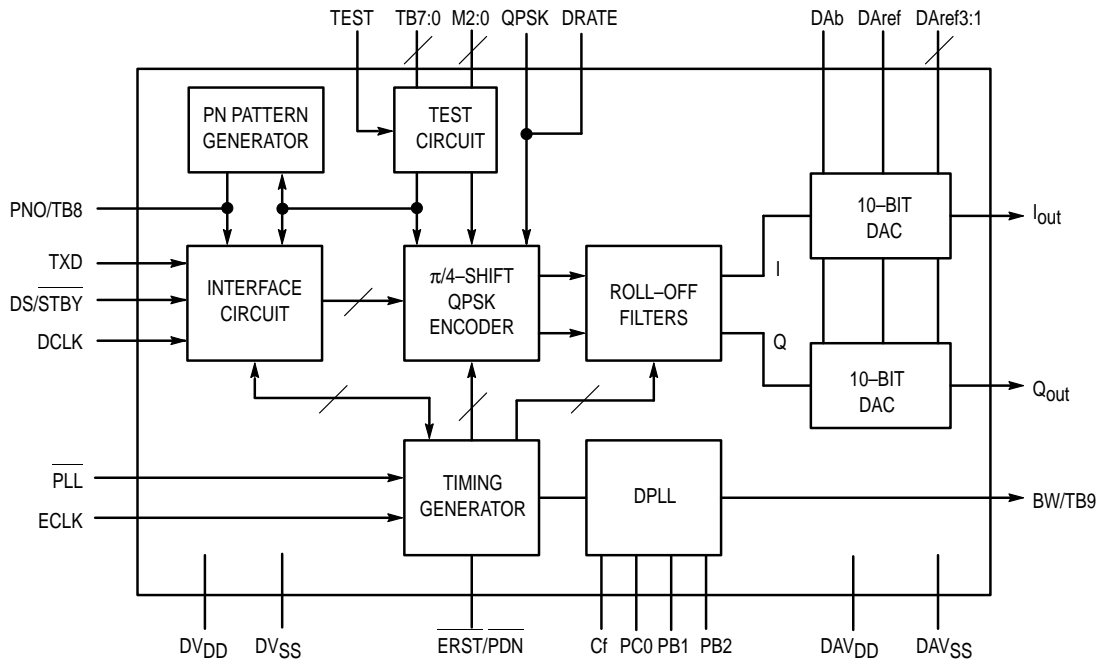 TEST TB7:0 M2:0 QPSK DRATE DAb DAref DAref3:1
PN PATTERN
GENERATOR
TEST
CIRCUIT
PNO/TB8
10–BIT
DAC
Iout
TXD
DS/STBY
DCLK
INTERFACE
CIRCUIT
π/4–SHIFT
QPSK
ENCODER
ROLL–OFF
FILTERS
I
Q
10–BIT
DAC
Qout
PLL
ECLK
TIMING
GENERATOR
DPLL
BW/TB9
DVDD DVSS ERST/PDN Cf PC0 PB1 PB2 DAVDD DAVSS